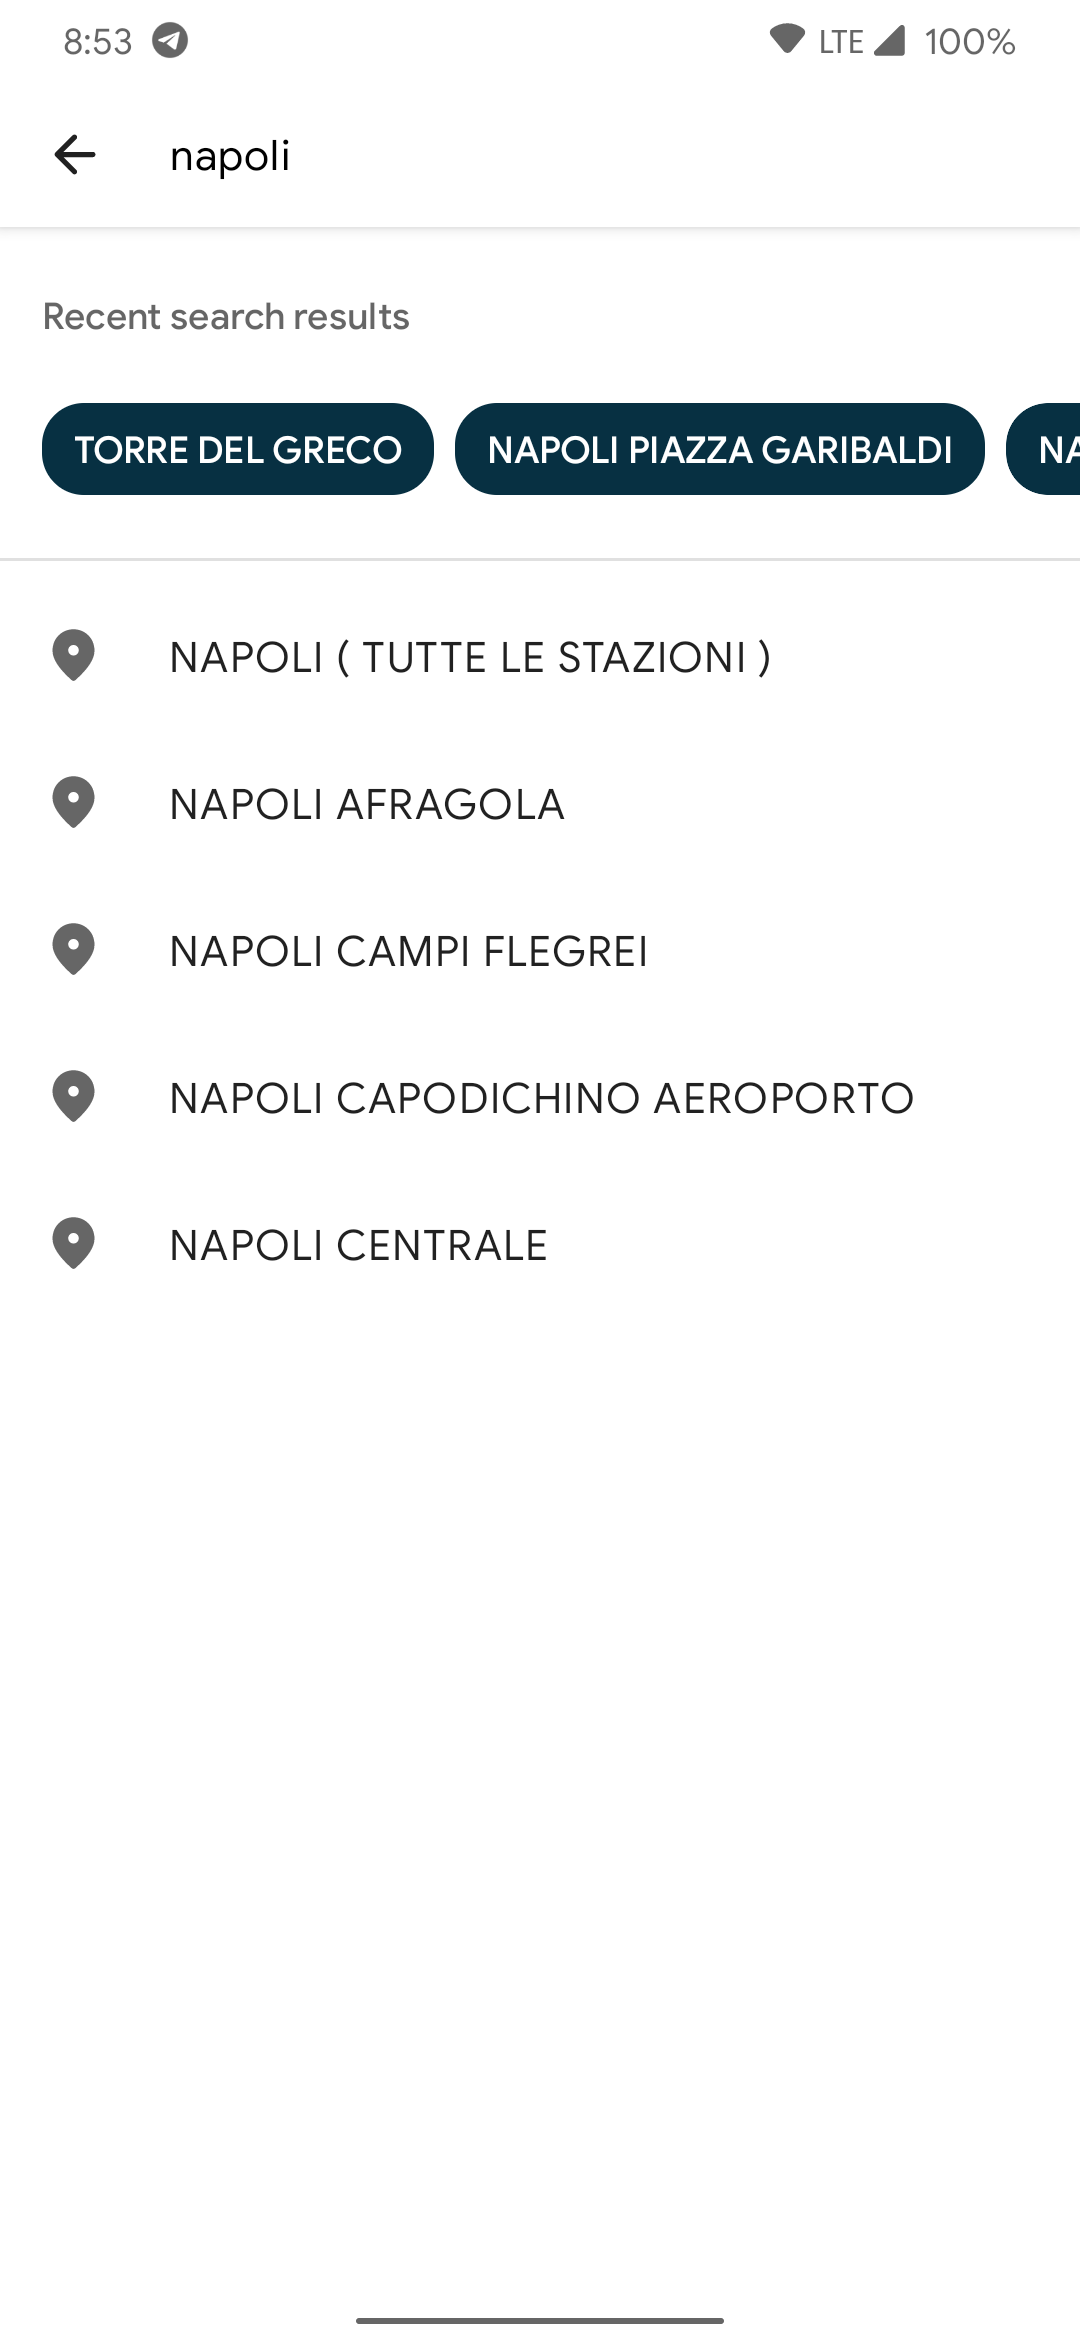 8:53 LTE 100%
napoli
Recent search results
TORRE DEL GRECO NAPOLI PIAZZA GARIBALDI NA
NAPOLI ( TUTTE LE STAZIONI )
NAPOLI AFRAGOLA
NAPOLI CAMPI FLEGREI
NAPOLI CAPODICHINO AEROPORTO
NAPOLI CENTRALE